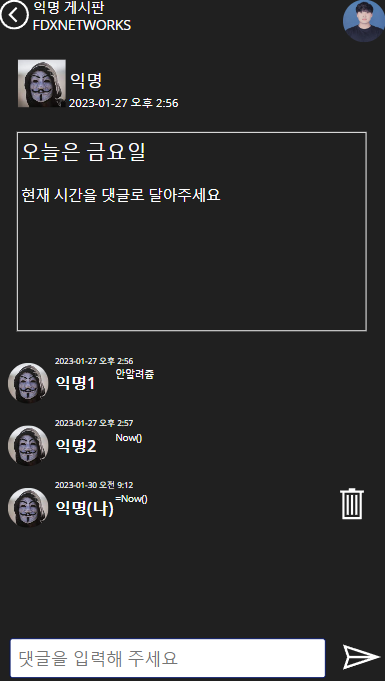 익명 게시판
FDXNETWORKS
익명
2023-01-27 오후 2:56
오늘은 금요일
현재 시간을 댓글로 달아주세요
2023-01-27 오후 2:56
익명1
안알려쥼
2023-01-27 오후 2:57
익명2
Now()
2023-01-30 오전 9:12
익명(나)
=Now()
댓글을 입력해 주세요